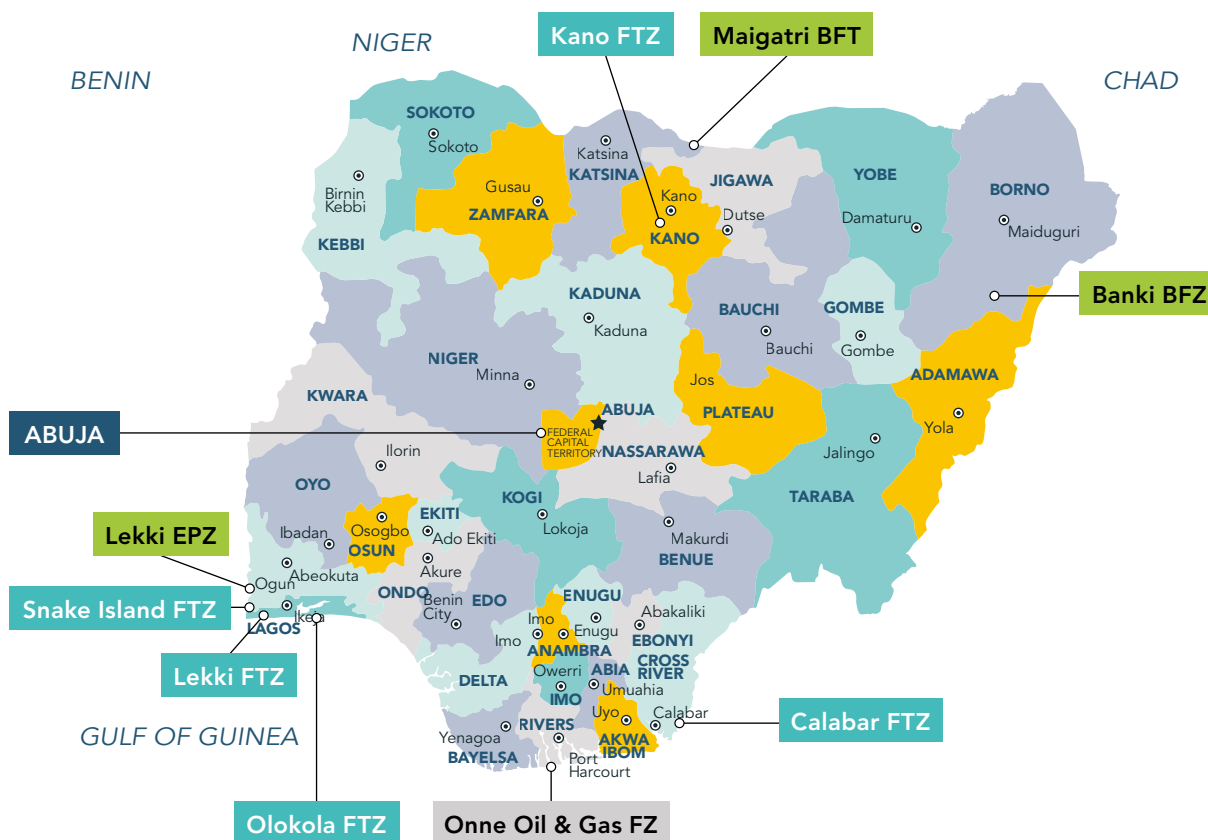 NIGER
Kano FTZ
Maigatri BFT
BENIN
CHAD
SOKOTO
Sokoto
Katsina
KATSINA
JIGAWA
YOBE
BORNO
Birnin
Kebbi
Gusau
ZAMFARA
Kano
KANO
Dutse
Damaturu
Maiduguri
KEBBI
KADUNA
Kaduna
BAUCHI
Bauchi
GOMBE
Gombe
Banki BFZ
NIGER
Minna
Jos
PLATEAU
ADAMAWA
Yola
KWARA
ABUJA
ABUJA
FEDERAL
CAPITAL
TERRITORY
NASSARAWA
Lafia
Jalingo
TARABA
Ilorin
OYO
KOGI
Lokoja
Makurdi
BENUE
Lekki EPZ
Ibadan
Osogbo
OSUN
EKITI
Ado Ekiti
Abeokuta
Ogun
Akure
ONDO
Benin
City
EDO
ENUGU
Enugu
Abakaliki
EBONYI
Snake Island FTZ
Ikeja
LAGOS
Imo
Imo
ANAMBRA
CROSS
RIVER
Lekki FTZ
DELTA
Owerri
IMO
ABIA
Umuahia
GULF OF GUINEA
Yenagoa
BAYELSA
RIVERS
Port
Harcourt
Uyo
AKWA
IBOM
Calabar
Calabar FTZ
Olokola FTZ
Onne Oil & Gas FZ